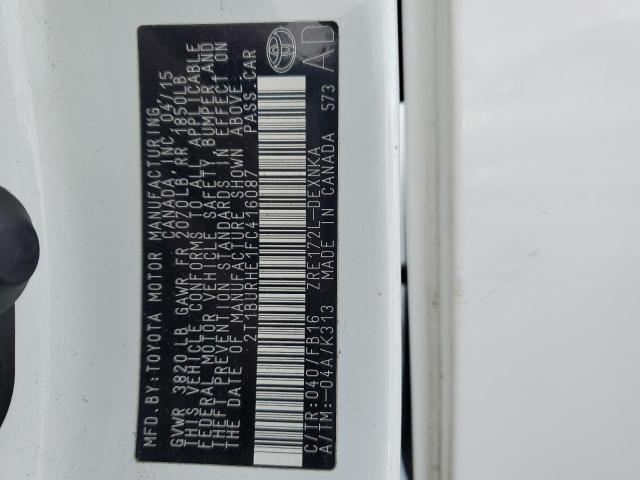 MFD. BY: TOYOTA MOTOR MANUFACTURING
CANADA, INC. 04/15
GVWR 3820 LB GAWR FR 2070 LB, RR 1850LB
THIS VEHICLE CONFORMS TO ALL APPLICABLE
FEDERAL MOTOR VEHICLE SAFETY, BUMPER, AND
THEFT PREVENTION STANDARDS IN EFFECT ON
THE DATE OF MANUFACTURE SHOWN ABOVE.
2T1BURHE1FC416087 PASS. CAR
AD
C/TR: 040/FB16 ZRE172L-DEXNKA
A/TM: -04A/K313 MADE IN CANADA 573